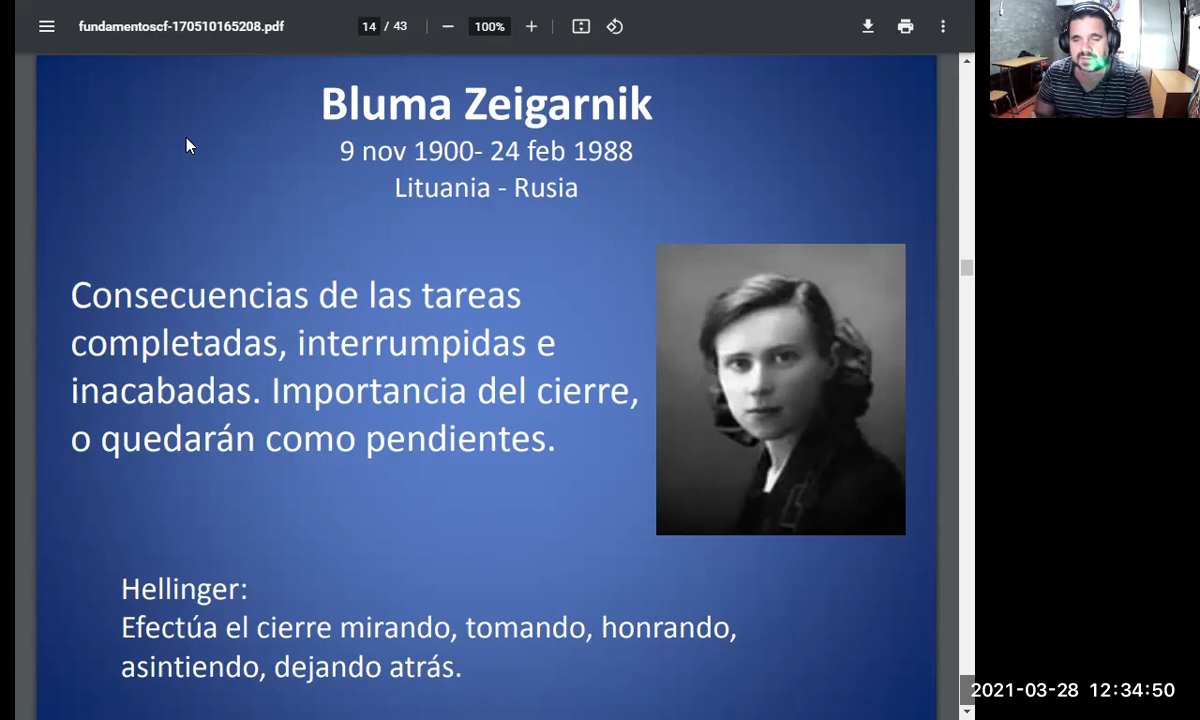 fundamentoscf-170510165208.pdf
14 / 43
100%
Bluma Zeigarnik
9 nov 1900- 24 feb 1988
Lituania - Rusia
Consecuencias de las tareas
completadas, interrumpidas e
inacabadas. Importancia del cierre,
o quedarán como pendientes.
Hellinger:
Efectúa el cierre mirando, tomando, honrando,
asintiendo, dejando atrás.
2021-03-28 12:34:50